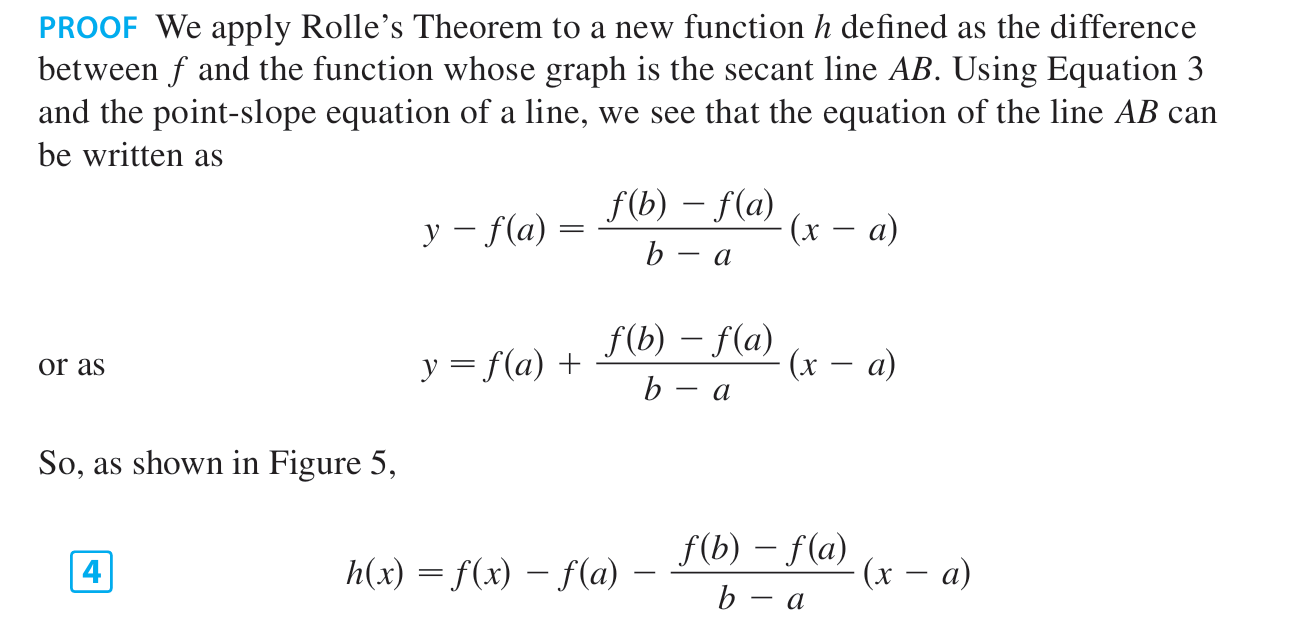 PROOF We apply Rolle’s Theorem to a new function h defined as the difference
between f and the function whose graph is the secant line AB. Using Equation 3
and the point-slope equation of a line, we see that the equation of the line AB can
be written as
y − f(a) = \frac{f(b) − f(a)}{b − a} (x − a)
or as y = f(a) + \frac{f(b) − f(a)}{b − a} (x − a)
So, as shown in Figure 5,
4 h(x) = f(x) − f(a) − \frac{f(b) − f(a)}{b − a} (x − a)